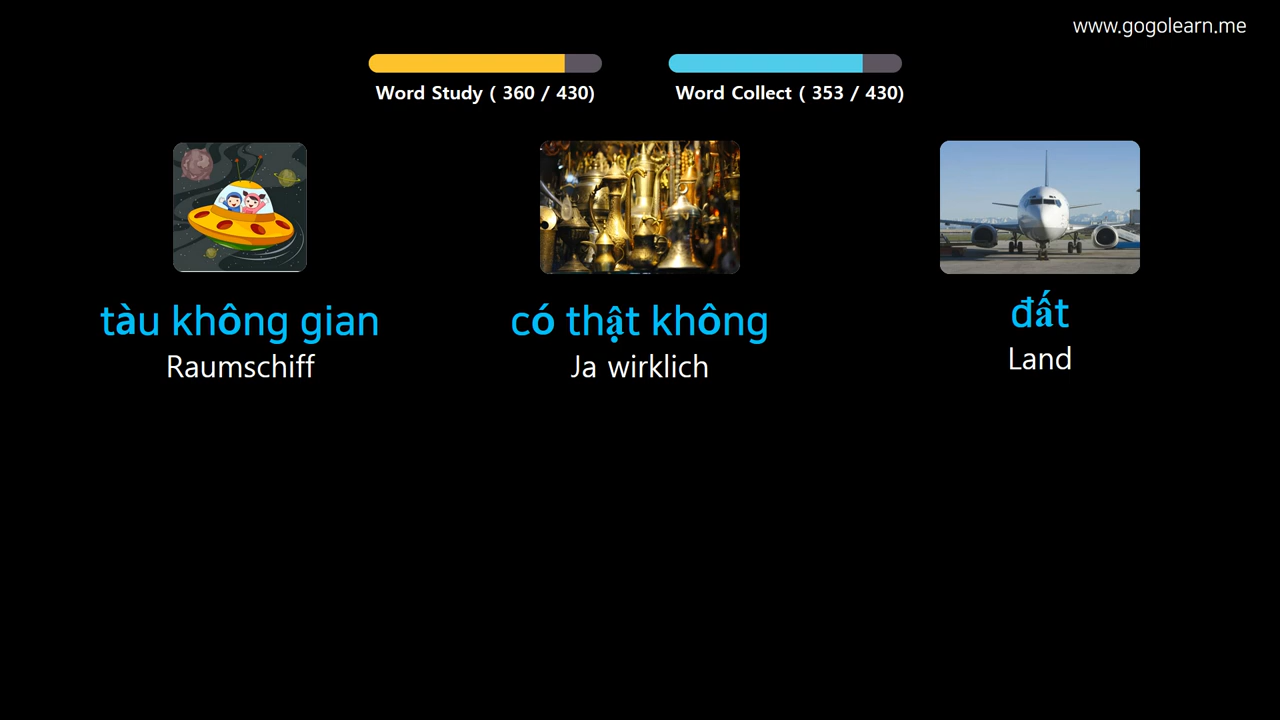 www.gogolearn.me
Word Study ( 360 / 430)
Word Collect ( 353 / 430)
tàu không gian
Raumschiff
có thật không
Ja wirklich
đất
Land